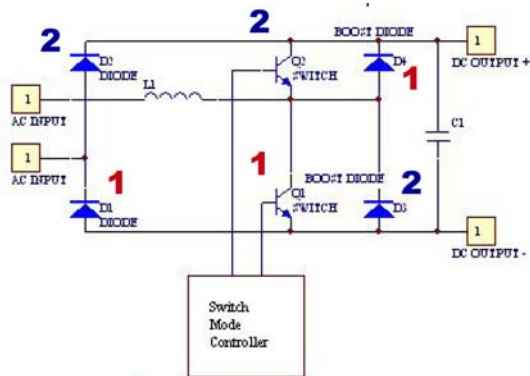 2
2
BOOST DIODE
1
DC OUTPUT +
D2
DIODE
Q2
SWITCH
D4
1
L1
1
AC INPUT
C1
1
AC INPUT
1
1
BOOST DIODE
2
D1
DIODE
Q1
SWITCH
D3
1
DC OUTPUT -
Switch
Mode
Controller